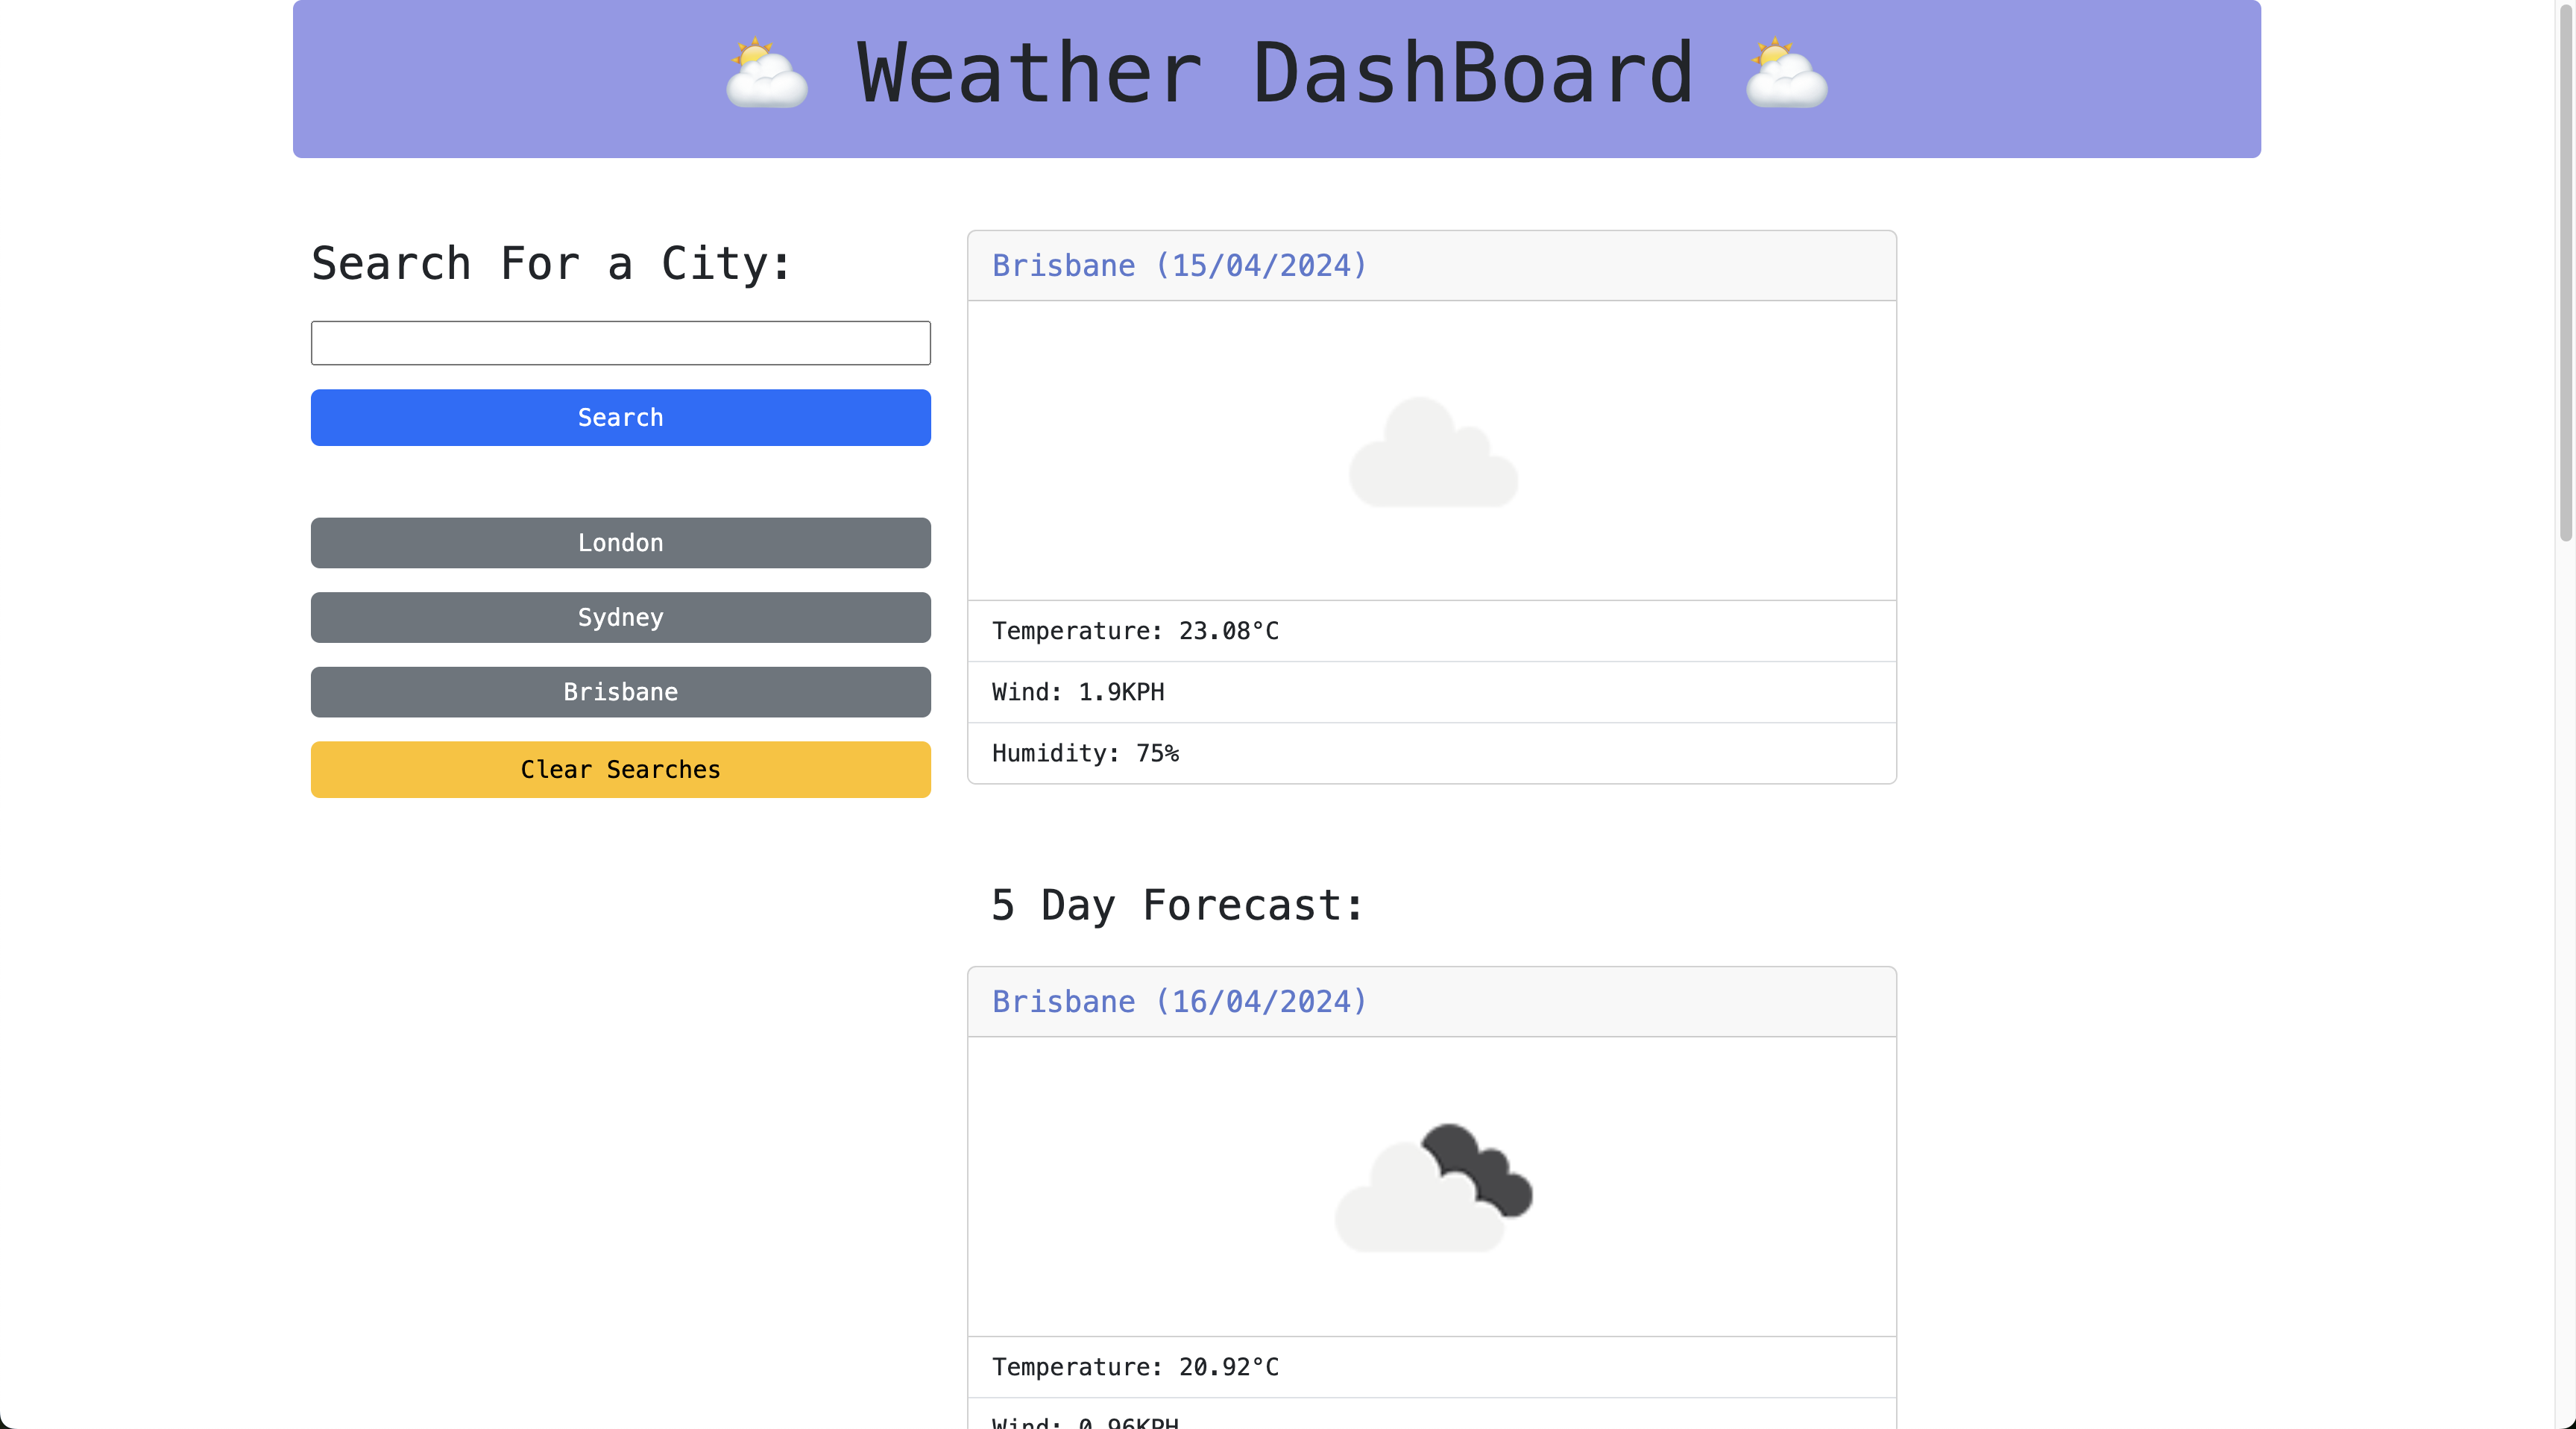 Weather DashBoard
Search For a City:
Search
London
Sydney
Brisbane
Clear Searches
Brisbane (15/04/2024)
Temperature: 23.08°C
Wind: 1.9KPH
Humidity: 75%
5 Day Forecast:
Brisbane (16/04/2024)
Temperature: 20.92°C
Wind: 0.96KPH